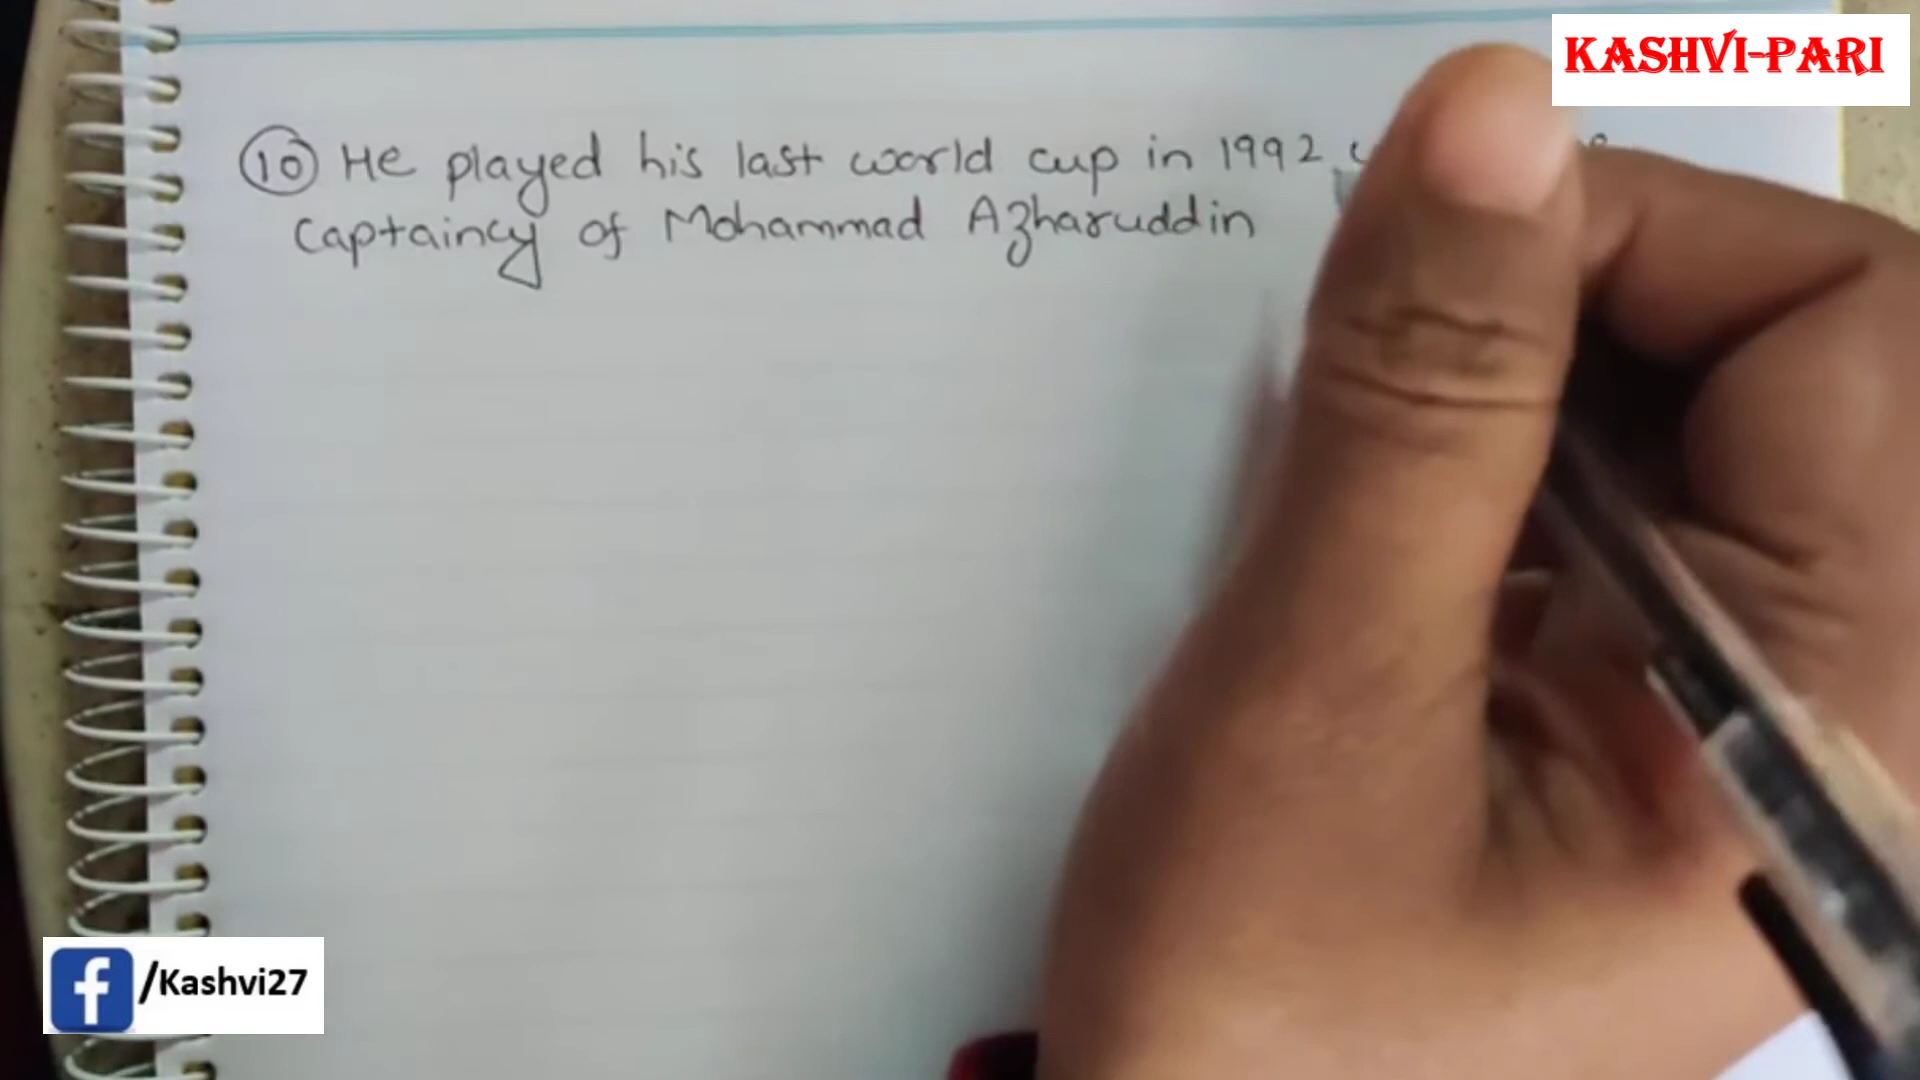 KASHVI-PARI
10 He played his last world cup in 1992
captaincy of Mohammad Azharuddin
/Kashvi27